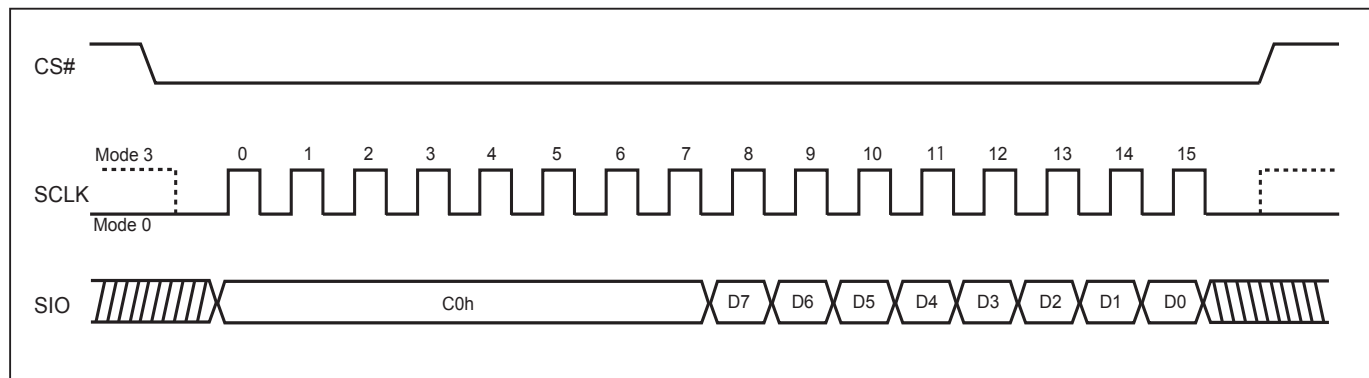 CS#
Mode 3 0 1 2 3 4 5 6 7 8 9 10 11 12 13 14 15
SCLK
Mode 0
SIO C0h D7 D6 D5 D4 D3 D2 D1 D0